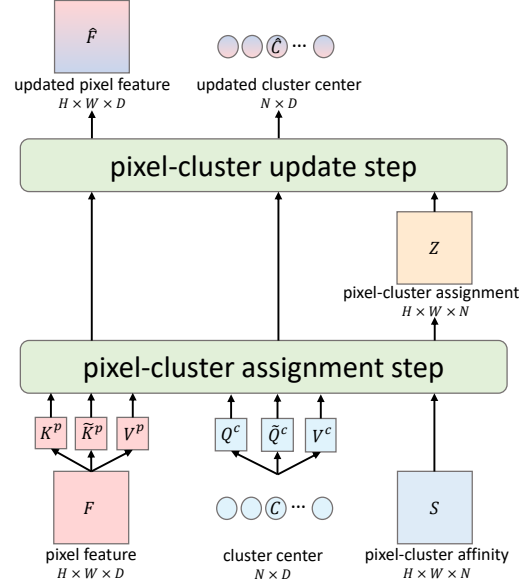 F̂
Ĉ ...
updated pixel feature
H × W × D
updated cluster center
N × D
pixel-cluster update step
Z
pixel-cluster assignment
H × W × N
pixel-cluster assignment step
K^p K̃^p V^p
Q^c Q̃^c V^c
F
C ...
S
pixel feature
H × W × D
cluster center
N × D
pixel-cluster affinity
H × W × N